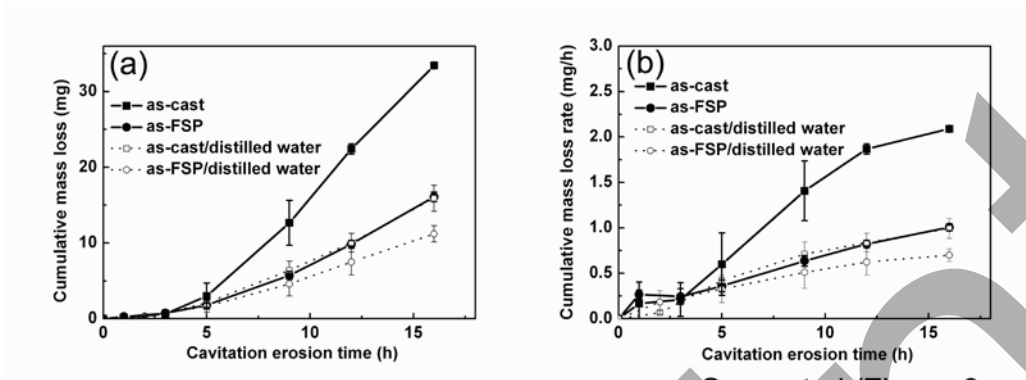 (a)
Cumulative mass loss (mg)
30
20
10
0
as-cast
as-FSP
as-cast/distilled water
as-FSP/distilled water
0 5 10 15
Cavitation erosion time (h)
(b)
Cumulative mass loss rate (mg/h)
3.0
2.5
2.0
1.5
1.0
0.5
0.0
as-cast
as-FSP
as-cast/distilled water
as-FSP/distilled water
0 5 10 15
Cavitation erosion time (h)